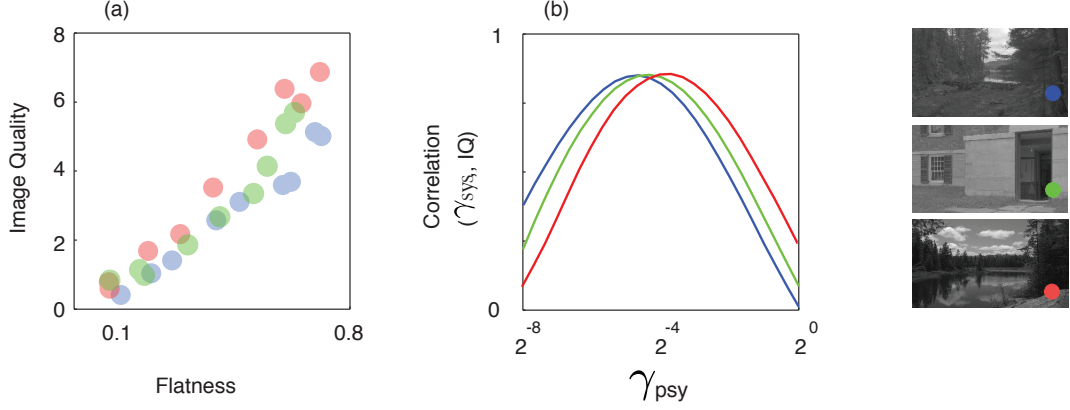 (a)
(b)
8
6
4
2
0
Image Quality
0.1
0.8
Flatness
1
0
Correlation
(γsys,, IQ)
2^-8
2^-4
2^0
γpsy